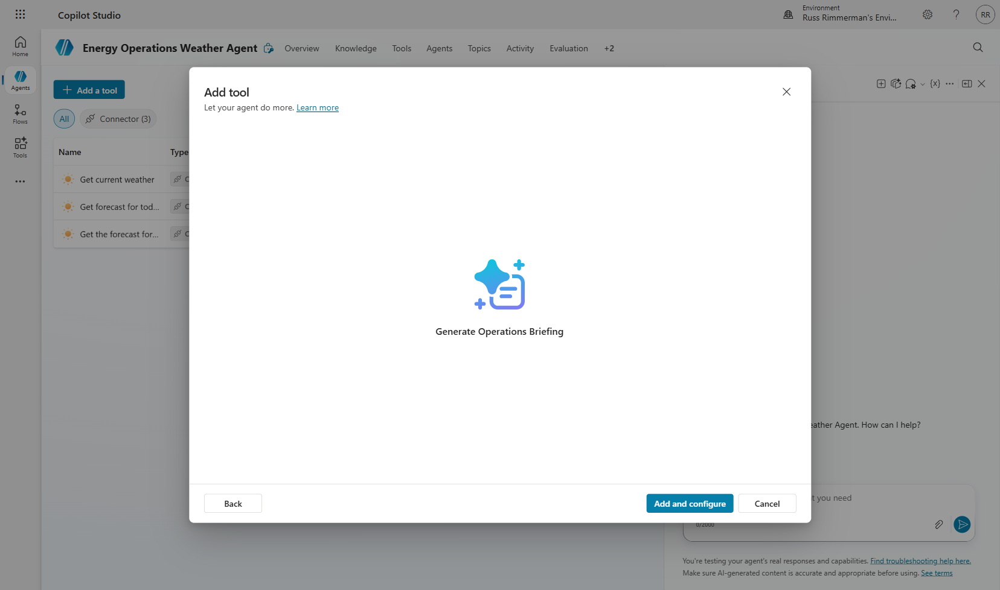 Copilot Studio
Environment
Russ Rimmerman's Envi...
RR
Home
Agents
Flows
Tools
Energy Operations Weather Agent
Overview
Knowledge
Tools
Agents
Topics
Activity
Evaluation
+2
Add a tool
All
Connector (3)
Name
Type
Get current weather
Get forecast for tod...
Get the forecast for...
Add tool
Let your agent do more. Learn more
Generate Operations Briefing
Back
Add and configure
Cancel
{x}
eather Agent. How can I help?
t you need
0/2000
You're testing your agent's real responses and capabilities. Find troubleshooting help here.
Make sure AI-generated content is accurate and appropriate before using. See terms